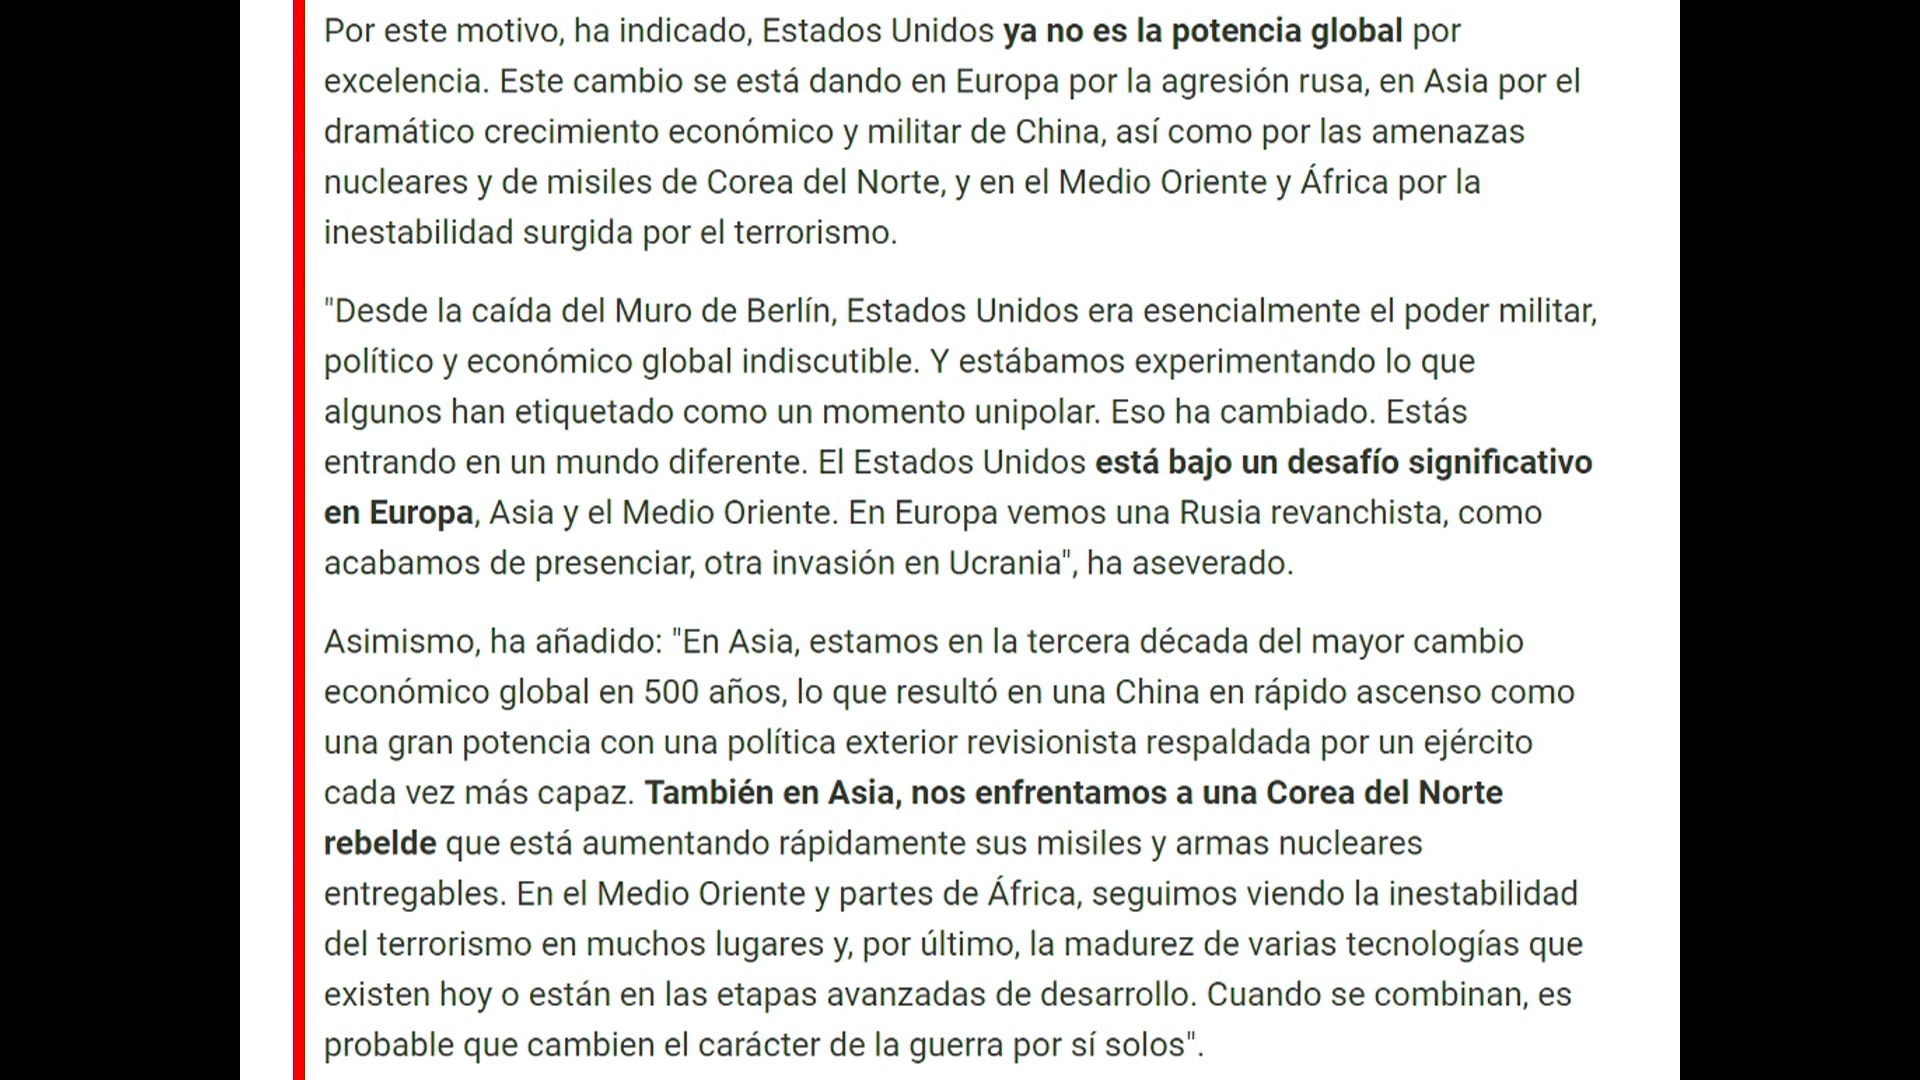 Por este motivo, ha indicado, Estados Unidos ya no es la potencia global por
excelencia. Este cambio se está dando en Europa por la agresión rusa, en Asia por el
dramático crecimiento económico y militar de China, así como por las amenazas
nucleares y de misiles de Corea del Norte, y en el Medio Oriente y África por la
inestabilidad surgida por el terrorismo.
"Desde la caída del Muro de Berlín, Estados Unidos era esencialmente el poder militar,
político y económico global indiscutible. Y estábamos experimentando lo que
algunos han etiquetado como un momento unipolar. Eso ha cambiado. Estás
entrando en un mundo diferente. El Estados Unidos está bajo un desafío significativo
en Europa, Asia y el Medio Oriente. En Europa vemos una Rusia revanchista, como
acabamos de presenciar, otra invasión en Ucrania", ha aseverado.
Asimismo, ha añadido: "En Asia, estamos en la tercera década del mayor cambio
económico global en 500 años, lo que resultó en una China en rápido ascenso como
una gran potencia con una política exterior revisionista respaldada por un ejército
cada vez más capaz. También en Asia, nos enfrentamos a una Corea del Norte
rebelde que está aumentando rápidamente sus misiles y armas nucleares
entregables. En el Medio Oriente y partes de África, seguimos viendo la inestabilidad
del terrorismo en muchos lugares y, por último, la madurez de varias tecnologías que
existen hoy o están en las etapas avanzadas de desarrollo. Cuando se combinan, es
probable que cambien el carácter de la guerra por sí solos".